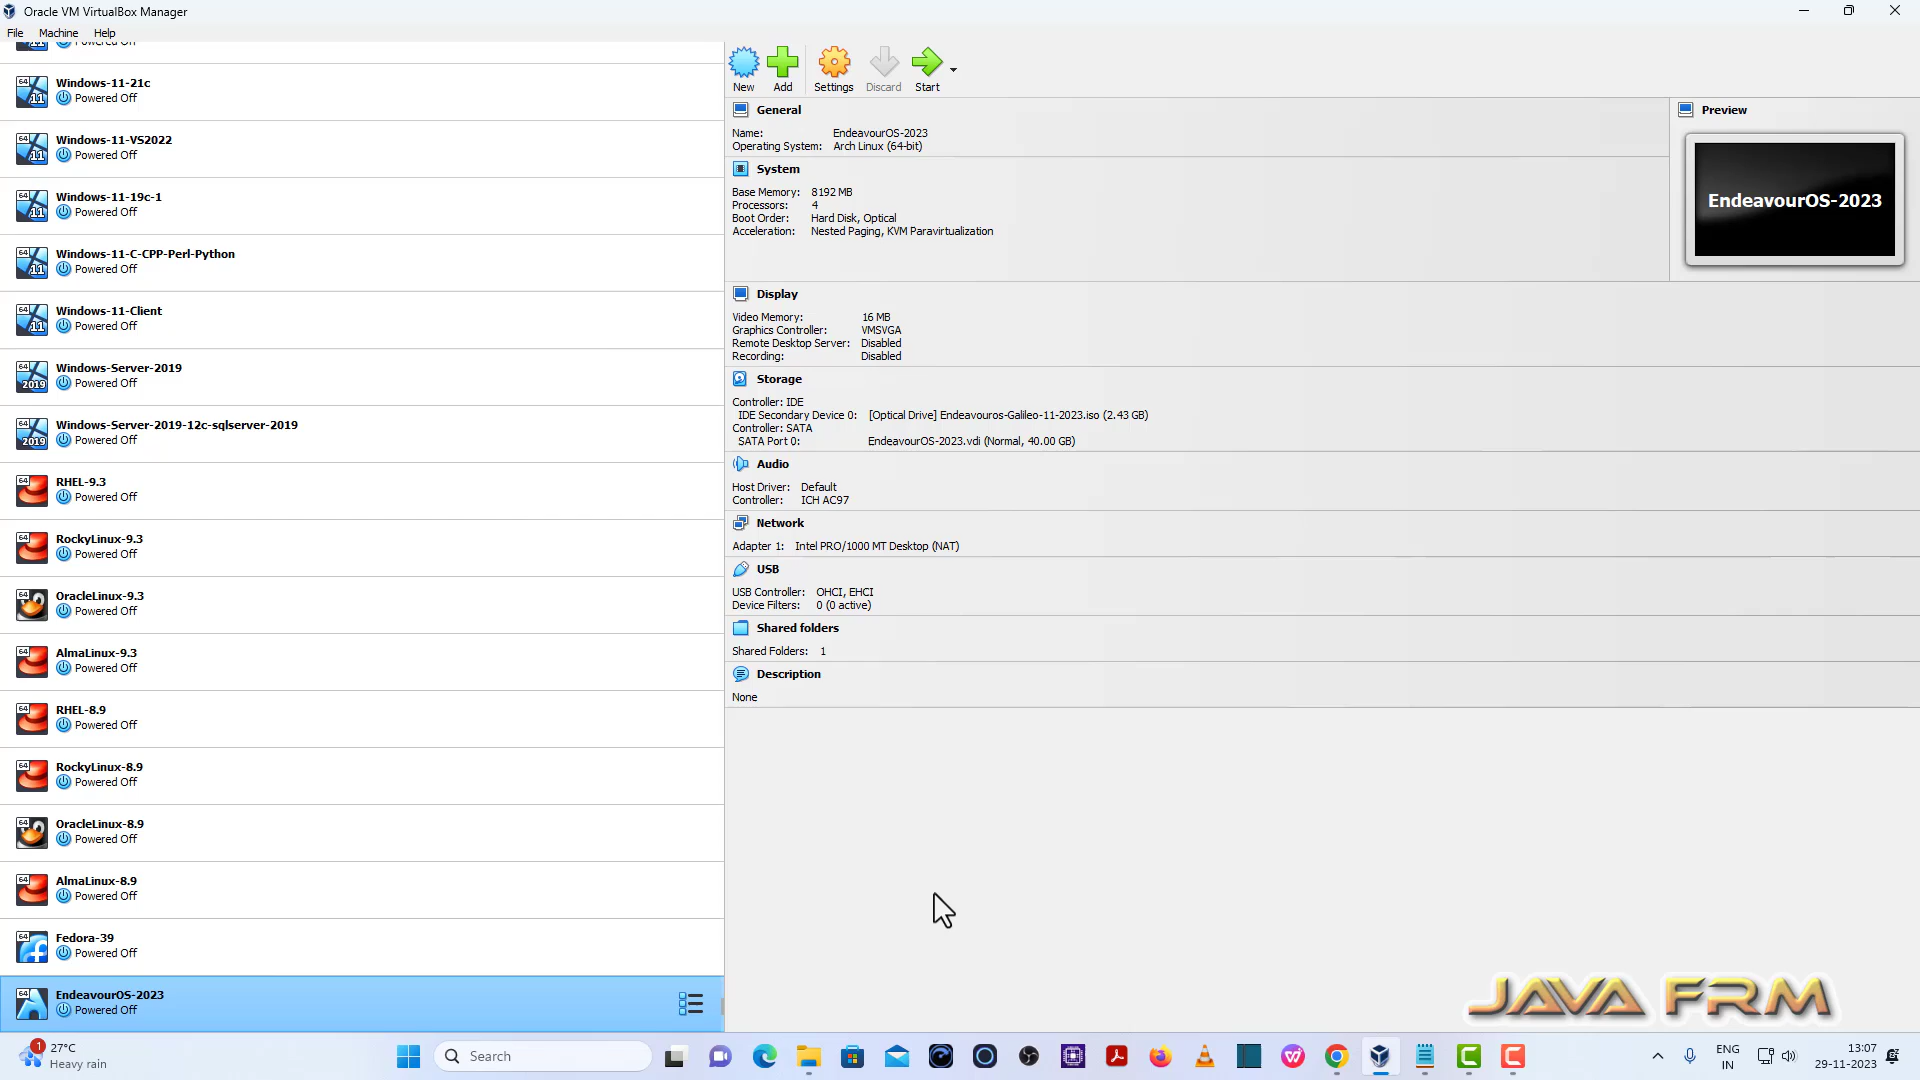 Oracle VM VirtualBox Manager
File Machine Help
Powered Off
Windows-11-21c
Powered Off
Windows-11-VS2022
Powered Off
Windows-11-19c-1
Powered Off
Windows-11-C-CPP-Perl-Python
Powered Off
Windows-11-Client
Powered Off
Windows-Server-2019
Powered Off
Windows-Server-2019-12c-sqlserver-2019
Powered Off
RHEL-9.3
Powered Off
RockyLinux-9.3
Powered Off
OracleLinux-9.3
Powered Off
AlmaLinux-9.3
Powered Off
RHEL-8.9
Powered Off
RockyLinux-8.9
Powered Off
OracleLinux-8.9
Powered Off
AlmaLinux-8.9
Powered Off
Fedora-39
Powered Off
EndeavourOS-2023
Powered Off
New Add Settings Discard Start
General
Name: EndeavourOS-2023
Operating System: Arch Linux (64-bit)
System
Base Memory: 8192 MB
Processors: 4
Boot Order: Hard Disk, Optical
Acceleration: Nested Paging, KVM Paravirtualization
Preview
EndeavourOS-2023
Display
Video Memory: 16 MB
Graphics Controller: VMSVGA
Remote Desktop Server: Disabled
Recording: Disabled
Storage
Controller: IDE
IDE Secondary Device 0: [Optical Drive] Endeavouros-Galileo-11-2023.iso (2.43 GB)
Controller: SATA
SATA Port 0: EndeavourOS-2023.vdi (Normal, 40.00 GB)
Audio
Host Driver: Default
Controller: ICH AC97
Network
Adapter 1: Intel PRO/1000 MT Desktop (NAT)
USB
USB Controller: OHCI, EHCI
Device Filters: 0 (0 active)
Shared folders
Shared Folders: 1
Description
None
JAVA FRM
1
27°C
Heavy rain
Search
ENG
IN
13:07
29-11-2023